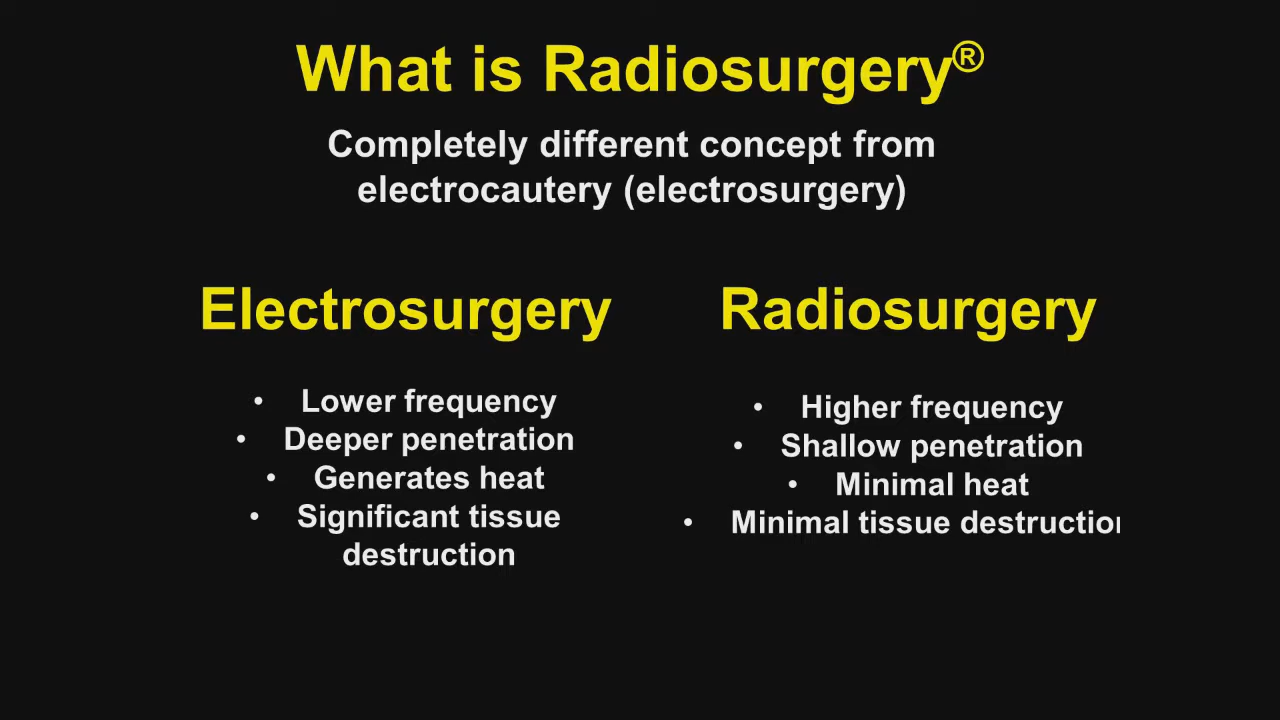 What is Radiosurgery®
Completely different concept from
electrocautery (electrosurgery)
Electrosurgery
• Lower frequency
• Deeper penetration
• Generates heat
• Significant tissue
destruction
Radiosurgery
• Higher frequency
• Shallow penetration
• Minimal heat
• Minimal tissue destruction